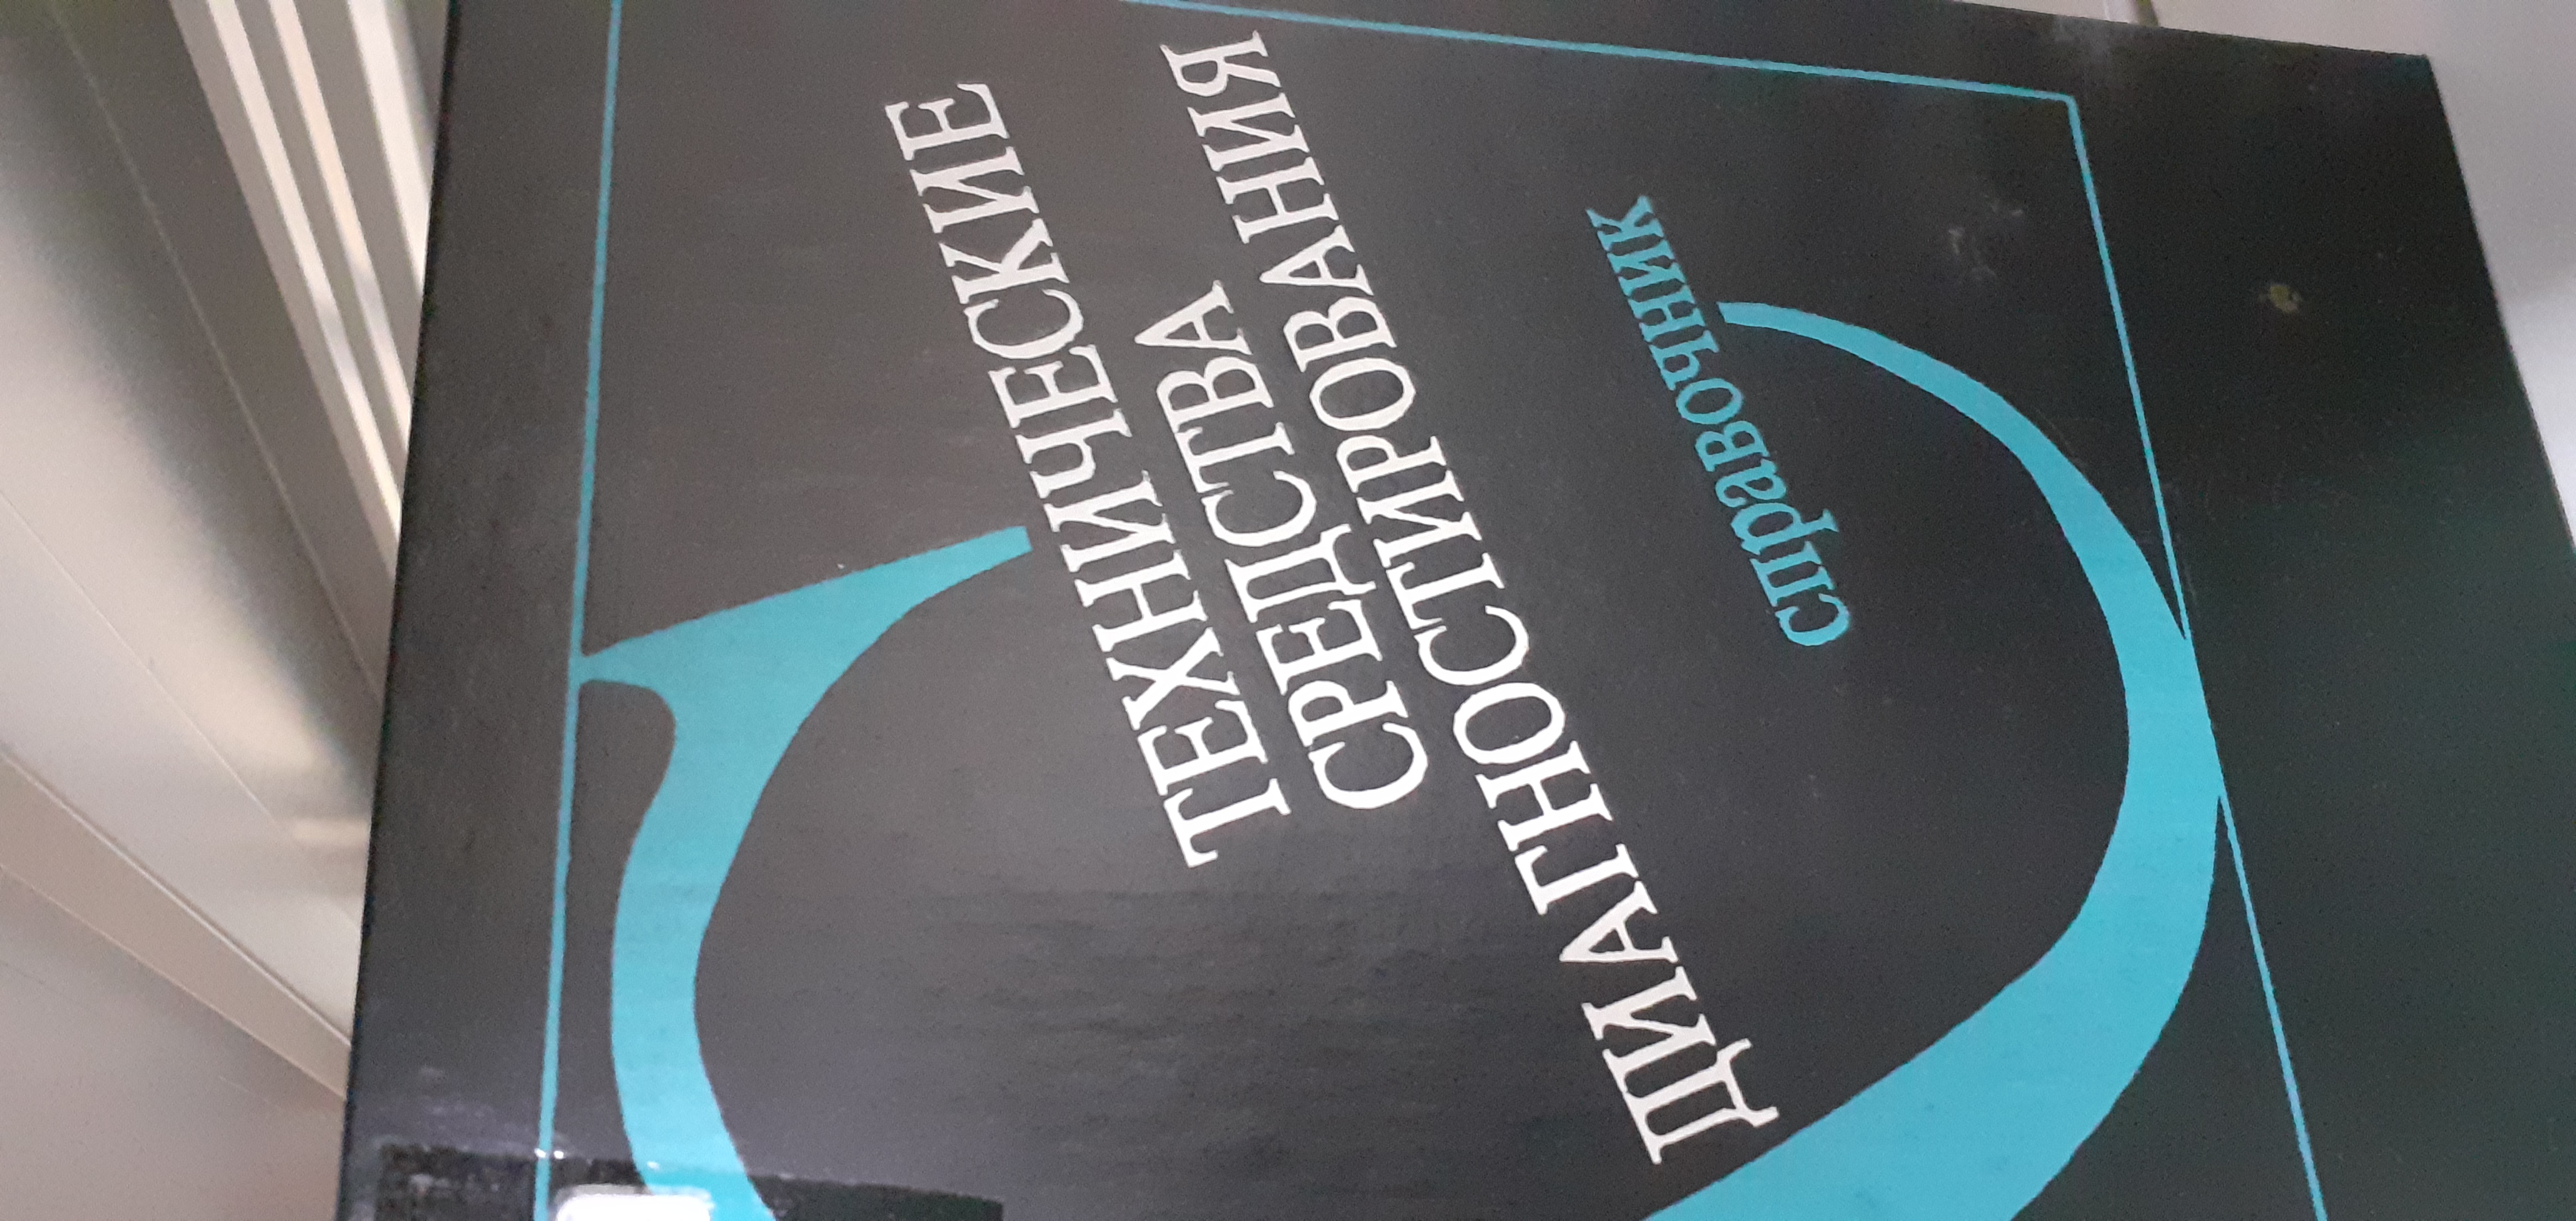 ТЕХНИЧЕСКИЕ
СРЕДСТВА
ДИАГНОСТИРОВАНИЯ
справочник